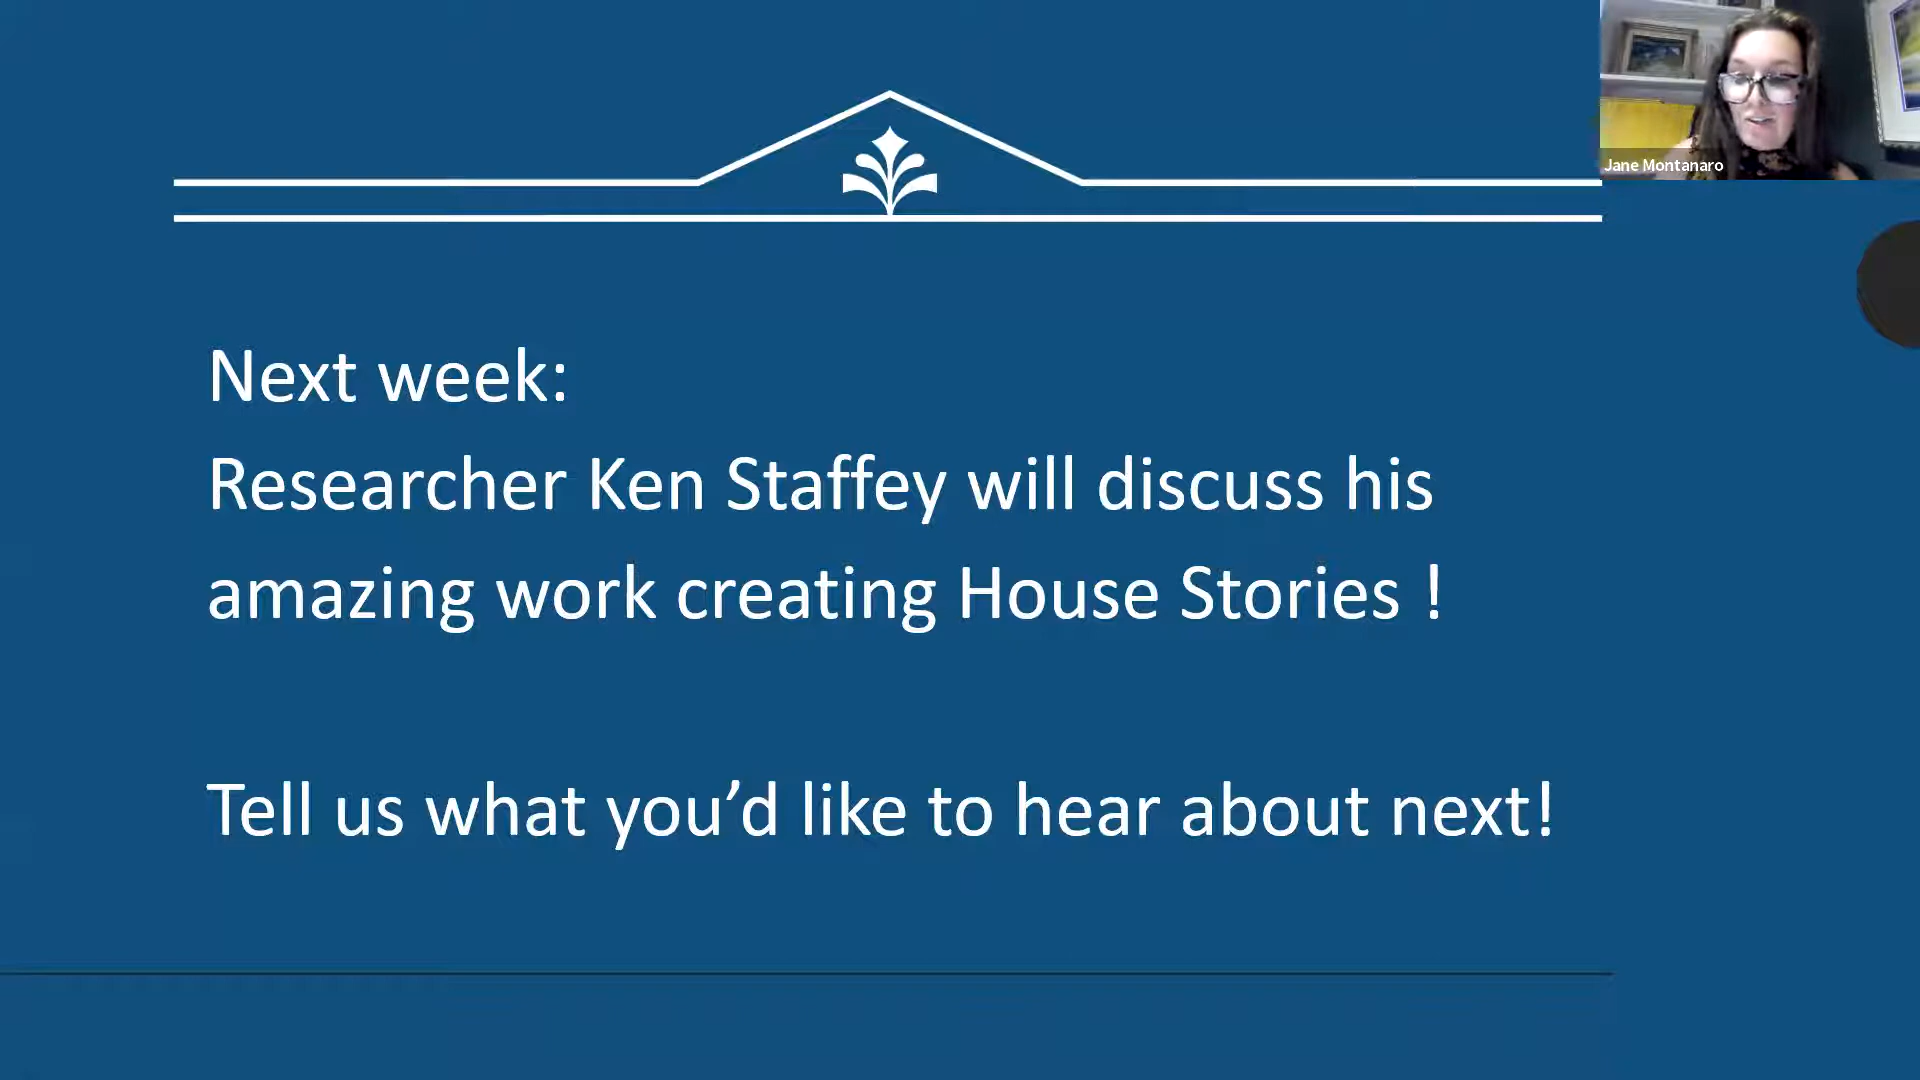 Jane Montanaro
Next week:
Researcher Ken Staffey will discuss his
amazing work creating House Stories !
Tell us what you’d like to hear about next!